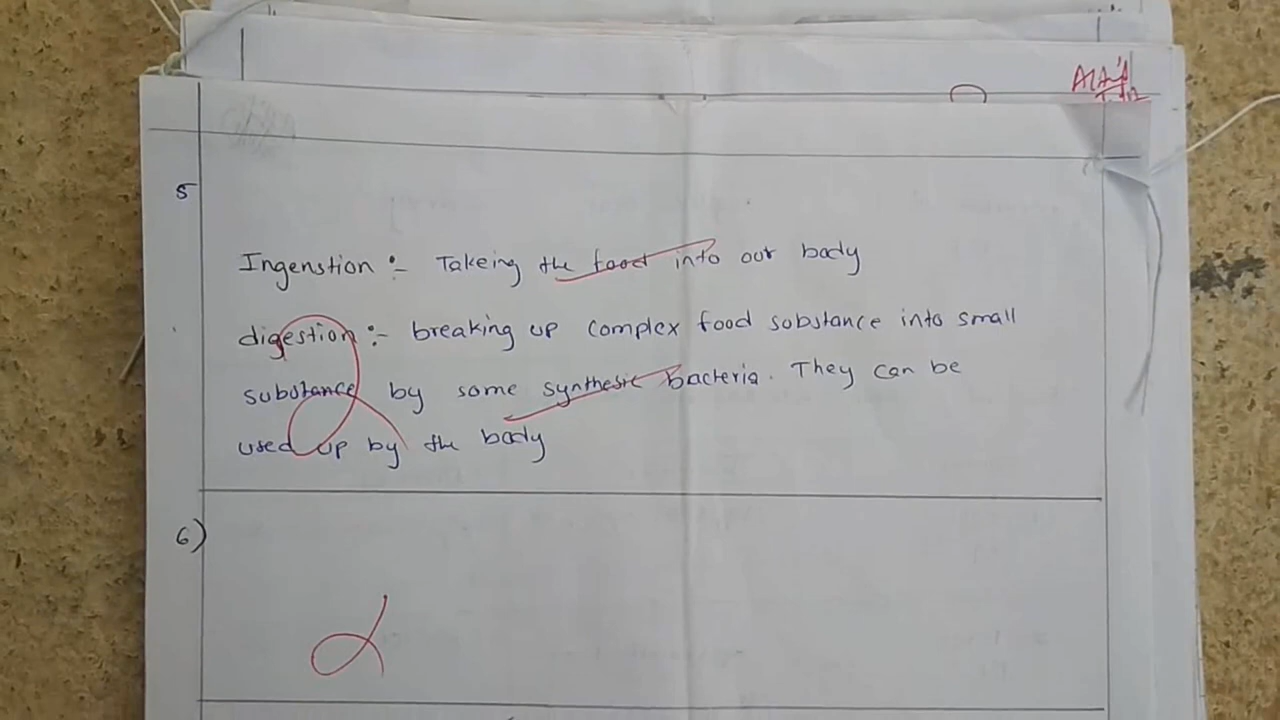 5
Ingenstion :- Takeing the food into our body
digestion :- breaking up complex food substance into small
substance by some synthesic bacteria. They can be
used up by the body
6)